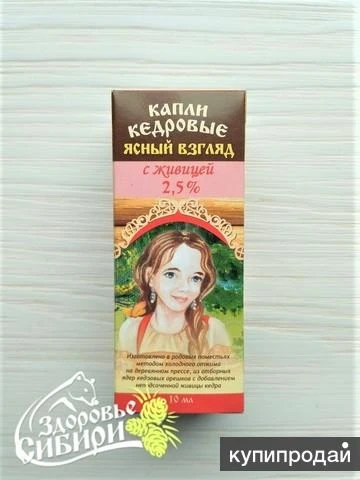 КАПЛИ
КЕДРОВЫЕ
ЯСНЫЙ ВЗГЛЯД
с живицей
2,5%
Изготовлено в родовых поместьях
методом холодного отжима
на деревянном прессе, из отборных
ядер кедровых орешков с добавлением
неподсоченной живицы кедра
10 мл
Здоровье
Сибири
купипродай